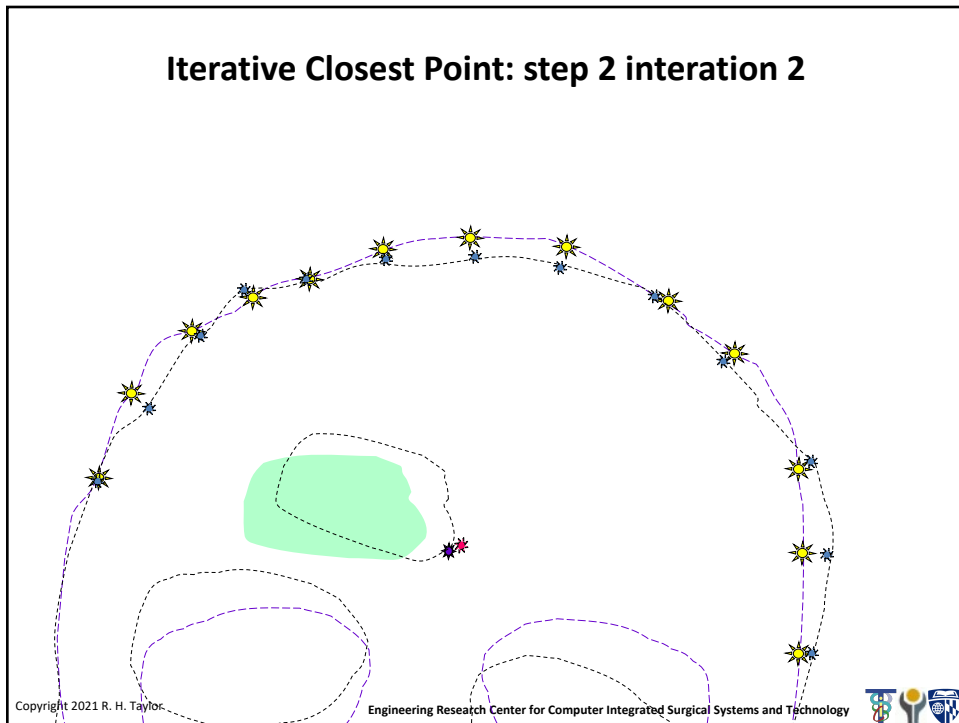 Iterative Closest Point: step 2 interation 2
Copyright 2021 R. H. Taylor
Engineering Research Center for Computer Integrated Surgical Systems and Technology